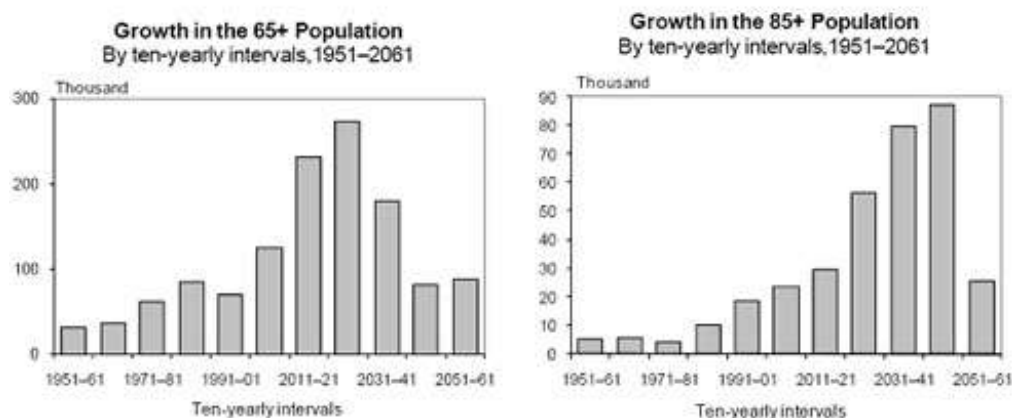 Growth in the 65+ Population
By ten-yearly intervals, 1951–2061
Thousand
300
200
100
0
1951–61 1971–81 1991–01 2011–21 2031–41 2051–61
Ten-yearly intervals
Growth in the 85+ Population
By ten-yearly intervals, 1951–2061
Thousand
90
80
70
60
50
40
30
20
10
0
1951–61 1971–81 1991–01 2011–21 2031–41 2051–61
Ten-yearly intervals